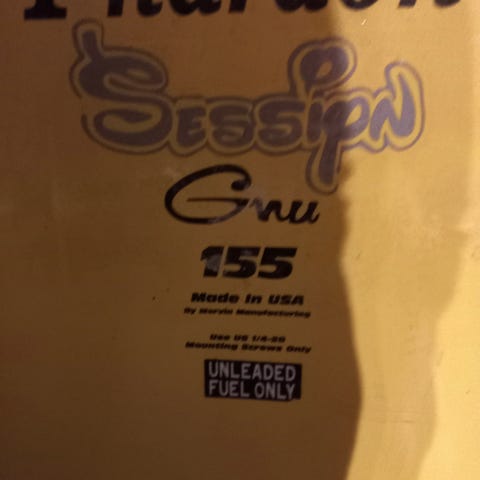 Pharaoh
Session
Gnu
155
Made In USA
By Mervin Manufacturing
Use US 1/4-20
Mounting Screws Only
UNLEADED
FUEL ONLY